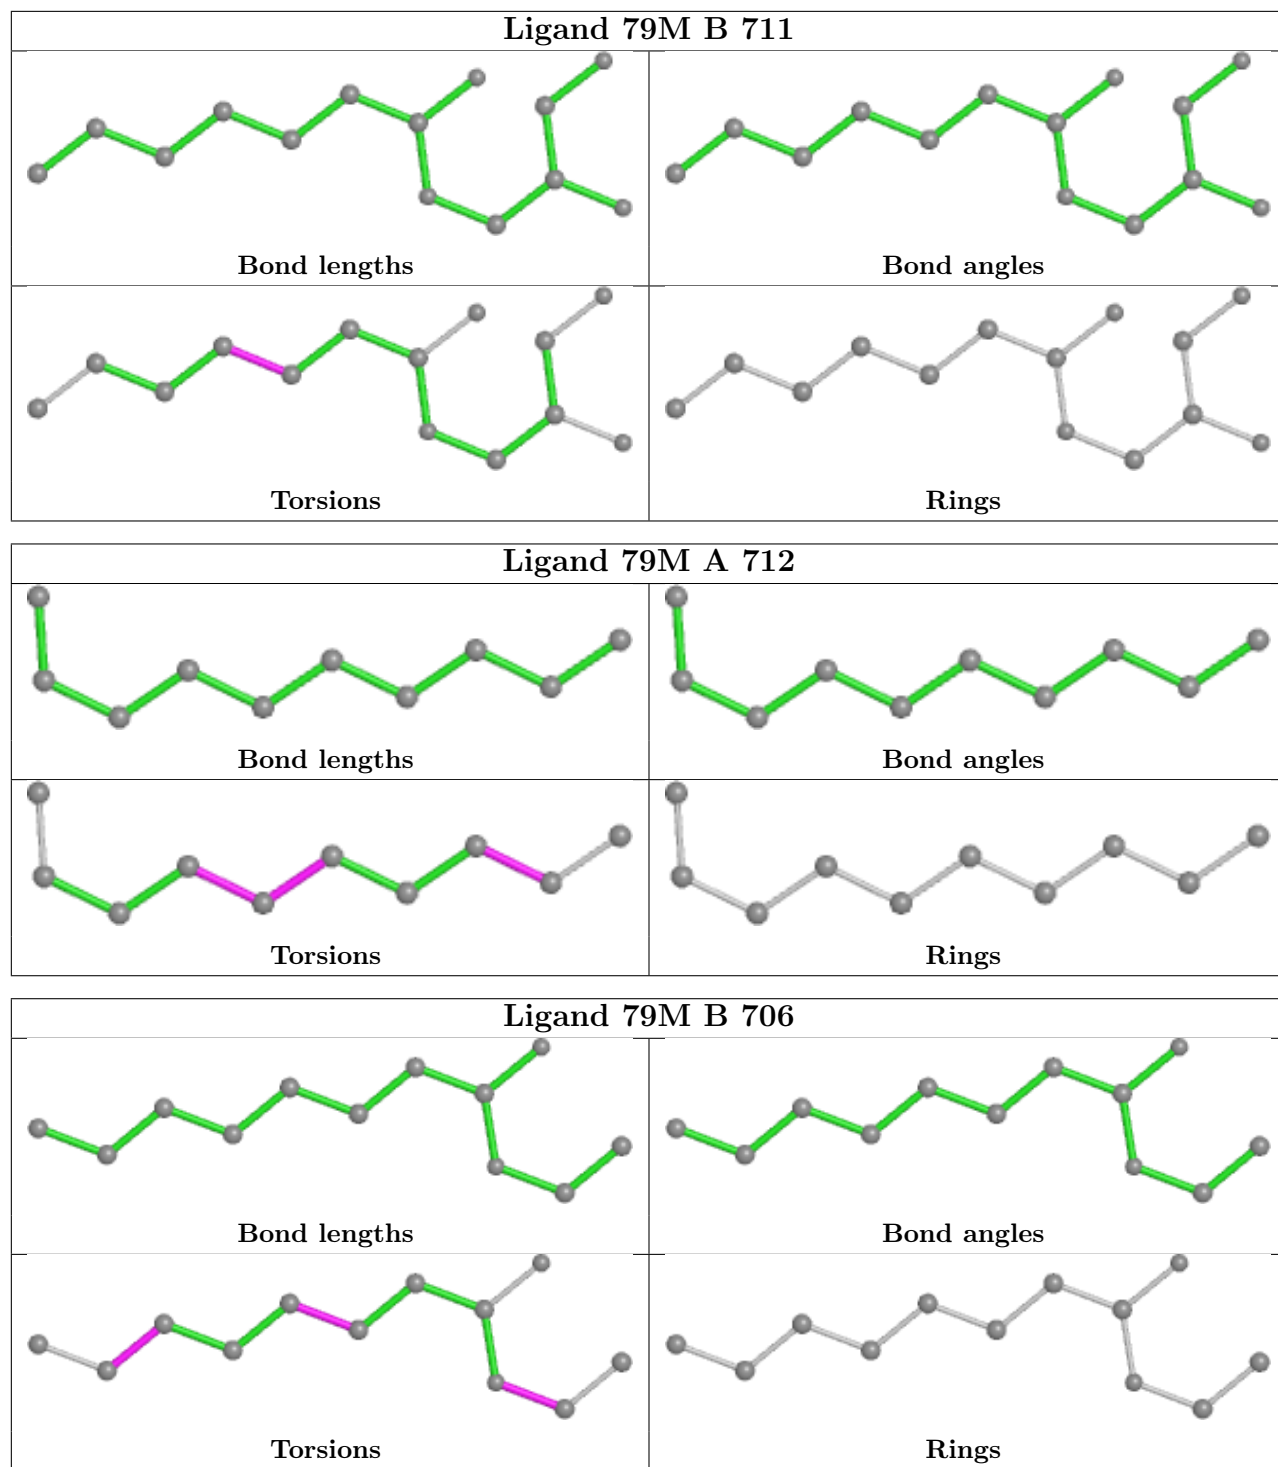 Ligand 79M B 711
Bond lengths
Bond angles
Torsions
Rings
Ligand 79M A 712
Bond lengths
Bond angles
Torsions
Rings
Ligand 79M B 706
Bond lengths
Bond angles
Torsions
Rings